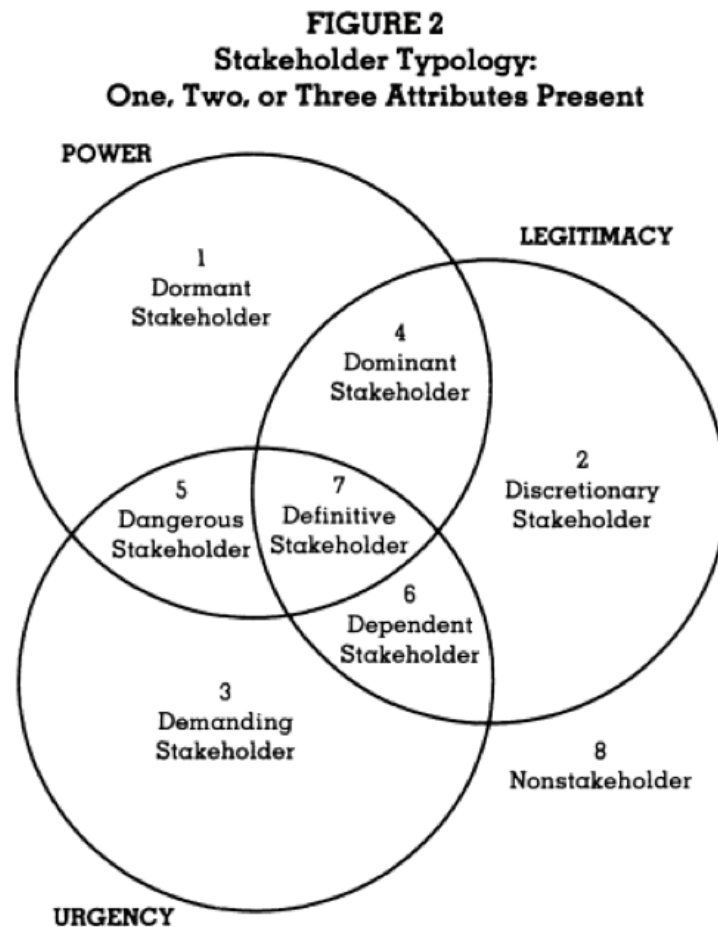 FIGURE 2
Stakeholder Typology:
One, Two, or Three Attributes Present
POWER
LEGITIMACY
1
Dormant
Stakeholder
4
Dominant
Stakeholder
2
Discretionary
Stakeholder
5
Dangerous
Stakeholder
7
Definitive
Stakeholder
6
Dependent
Stakeholder
3
Demanding
Stakeholder
8
Nonstakeholder
URGENCY